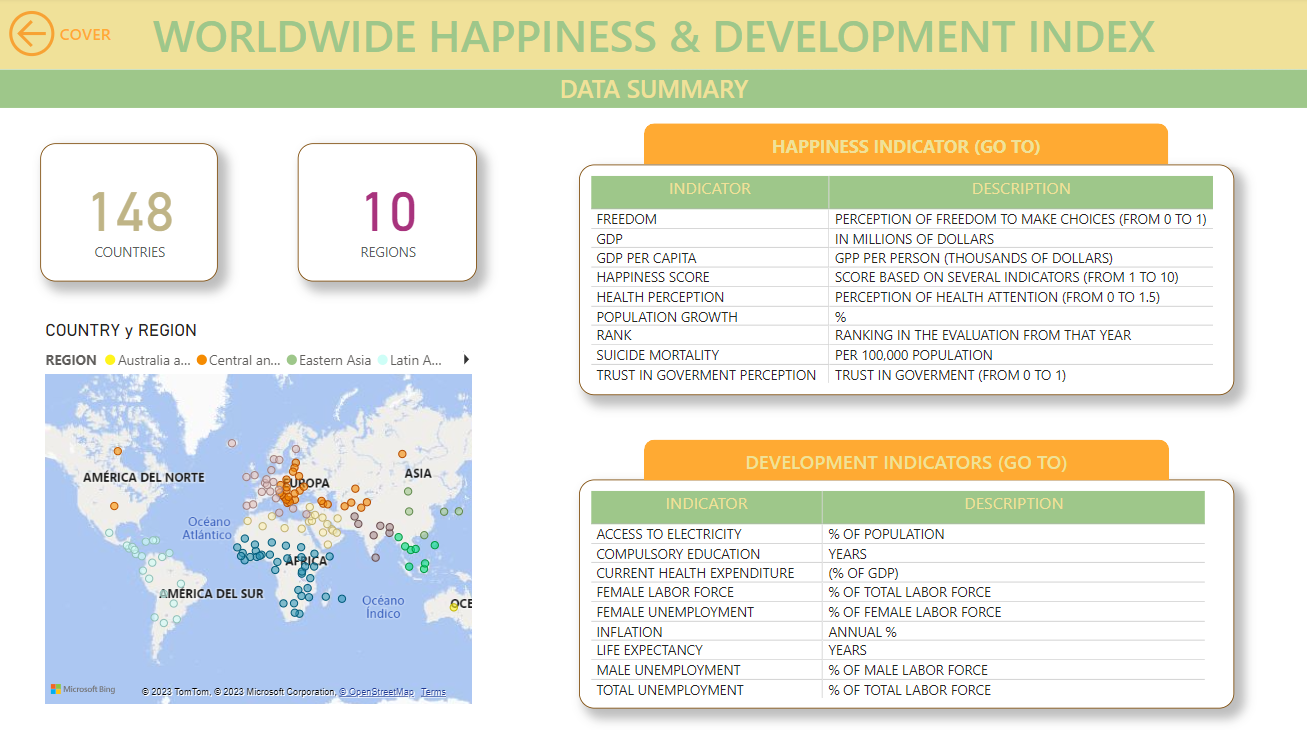 COVER
WORLDWIDE HAPPINESS & DEVELOPMENT INDEX
DATA SUMMARY
148
COUNTRIES
10
REGIONS
COUNTRY y REGION
REGION Australia a... Central an... Eastern Asia Latin A...
AMÉRICA DEL NORTE
EUROPA
ASIA
Océano
Atlántico
ÁFRICA
AMÉRICA DEL SUR
Océano
Índico
OCE
Microsoft Bing
© 2023 TomTom, © 2023 Microsoft Corporation, © OpenStreetMap Terms
HAPPINESS INDICATOR (GO TO)
INDICATOR DESCRIPTION
FREEDOM PERCEPTION OF FREEDOM TO MAKE CHOICES (FROM 0 TO 1)
GDP IN MILLIONS OF DOLLARS
GDP PER CAPITA GPP PER PERSON (THOUSANDS OF DOLLARS)
HAPPINESS SCORE SCORE BASED ON SEVERAL INDICATORS (FROM 1 TO 10)
HEALTH PERCEPTION PERCEPTION OF HEALTH ATTENTION (FROM 0 TO 1.5)
POPULATION GROWTH %
RANK RANKING IN THE EVALUATION FROM THAT YEAR
SUICIDE MORTALITY PER 100,000 POPULATION
TRUST IN GOVERMENT PERCEPTION TRUST IN GOVERMENT (FROM 0 TO 1)
DEVELOPMENT INDICATORS (GO TO)
INDICATOR DESCRIPTION
ACCESS TO ELECTRICITY % OF POPULATION
COMPULSORY EDUCATION YEARS
CURRENT HEALTH EXPENDITURE (% OF GDP)
FEMALE LABOR FORCE % OF TOTAL LABOR FORCE
FEMALE UNEMPLOYMENT % OF FEMALE LABOR FORCE
INFLATION ANNUAL %
LIFE EXPECTANCY YEARS
MALE UNEMPLOYMENT % OF MALE LABOR FORCE
TOTAL UNEMPLOYMENT % OF TOTAL LABOR FORCE